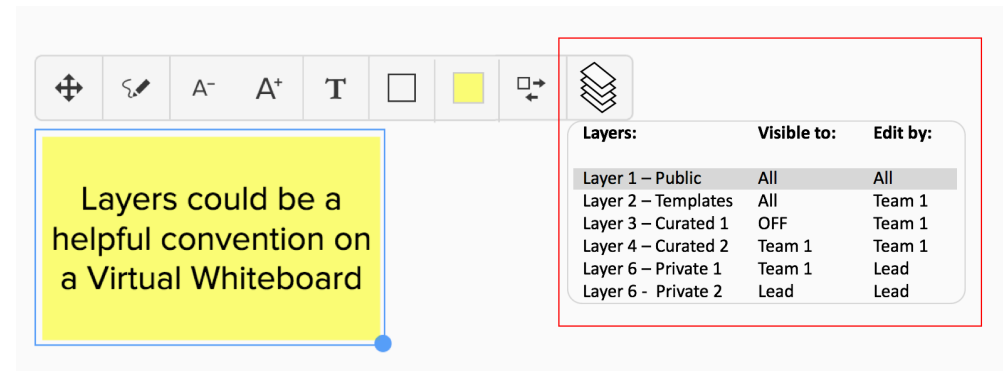 A- A+ T
Layers: Visible to: Edit by:
Layers could be a
helpful convention on
a Virtual Whiteboard
Layer 1 – Public All All
Layer 2 – Templates All Team 1
Layer 3 – Curated 1 OFF Team 1
Layer 4 – Curated 2 Team 1 Team 1
Layer 6 – Private 1 Team 1 Lead
Layer 6 - Private 2 Lead Lead